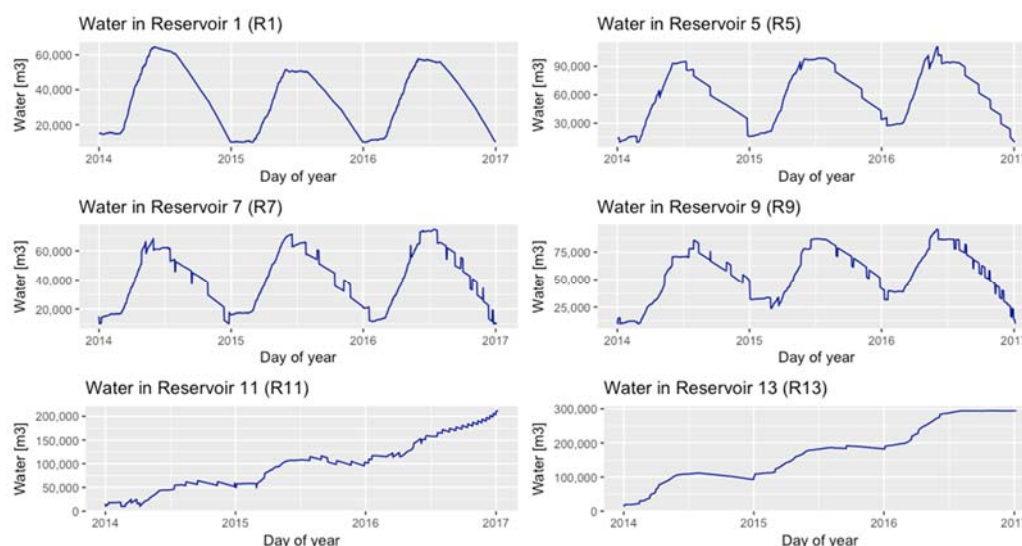 Water in Reservoir 1 (R1)
Water [m3]
60,000
40,000
20,000
2014 2015 2016 2017
Day of year
Water in Reservoir 5 (R5)
Water [m3]
90,000
60,000
30,000
2014 2015 2016 2017
Day of year
Water in Reservoir 7 (R7)
Water [m3]
60,000
40,000
20,000
2014 2015 2016 2017
Day of year
Water in Reservoir 9 (R9)
Water [m3]
75,000
50,000
25,000
2014 2015 2016 2017
Day of year
Water in Reservoir 11 (R11)
Water [m3]
200,000
150,000
100,000
50,000
0
2014 2015 2016 2017
Day of year
Water in Reservoir 13 (R13)
Water [m3]
300,000
200,000
100,000
0
2014 2015 2016 2017
Day of year